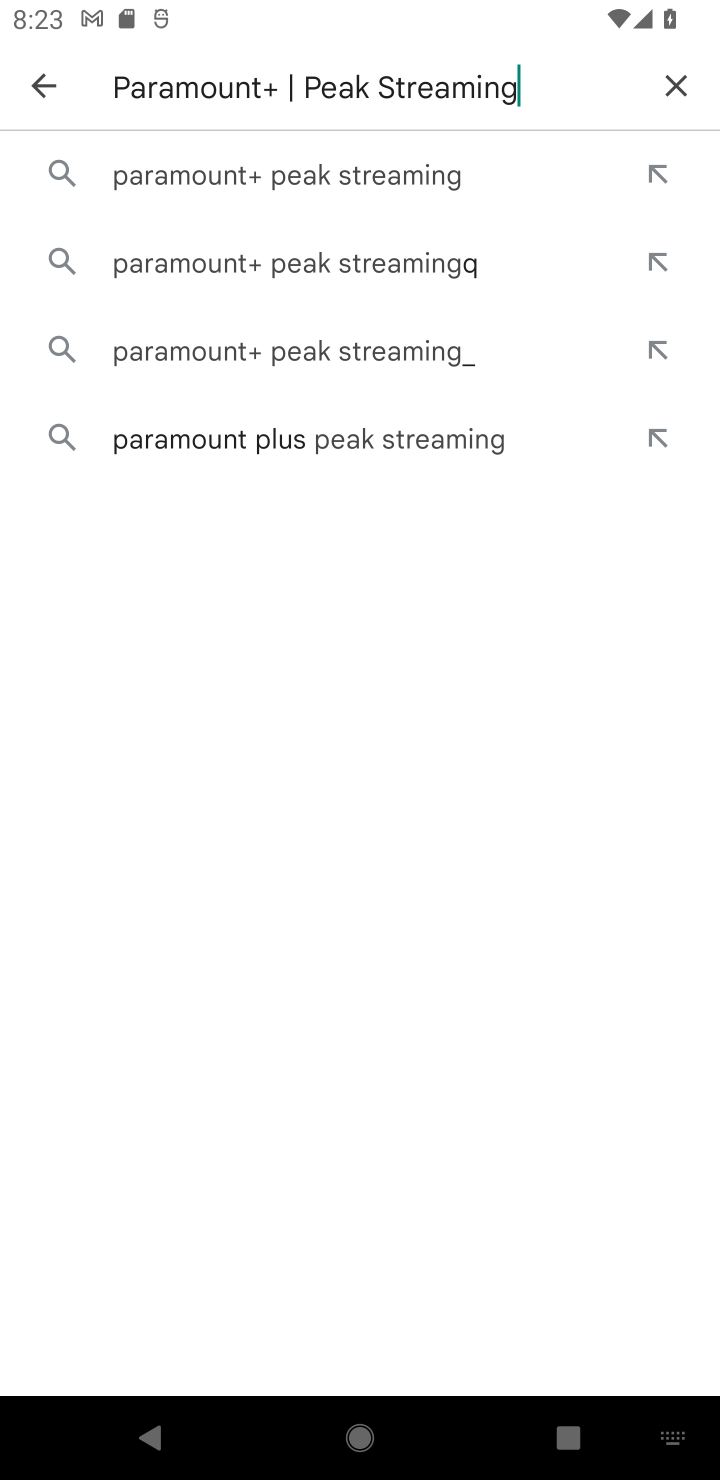 8:23
Paramount+ | Peak Streaming
paramount+ peak streaming
paramount+ peak streamingq
paramount+ peak streaming_
paramount plus peak streaming